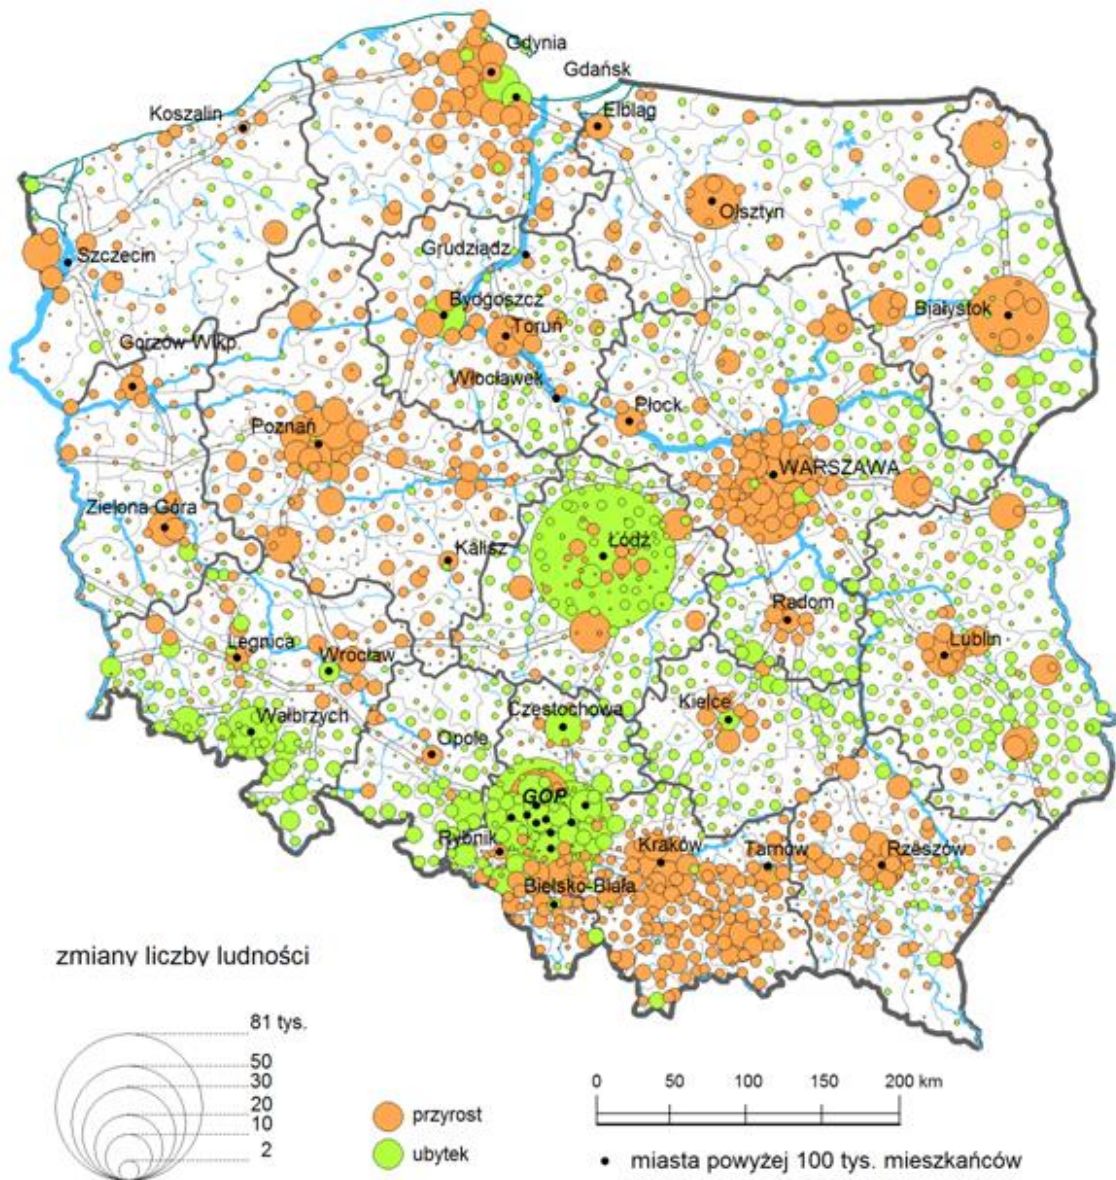 Gdynia
Gdańsk
Koszalin
Elbląg
Olsztyn
Szczecin
Grudziądz
Bydgoszcz
Białystok
Toruń
Gorzów Wlkp.
Włocławek
Płock
Poznań
WARSZAWA
Zielona Góra
Kalisz
Łódź
Radom
Legnica
Wrocław
Lublin
Wałbrzych
Częstochowa
Kielce
Opole
GOP
Rybnik
Kraków
Tarnów
Rzeszów
Bielsko-Biała
zmiany liczby ludności
81 tys.
50
30
20
10
2
przyrost
ubytek
0 50 100 150 200 km
miasta powyżej 100 tys. mieszkańców